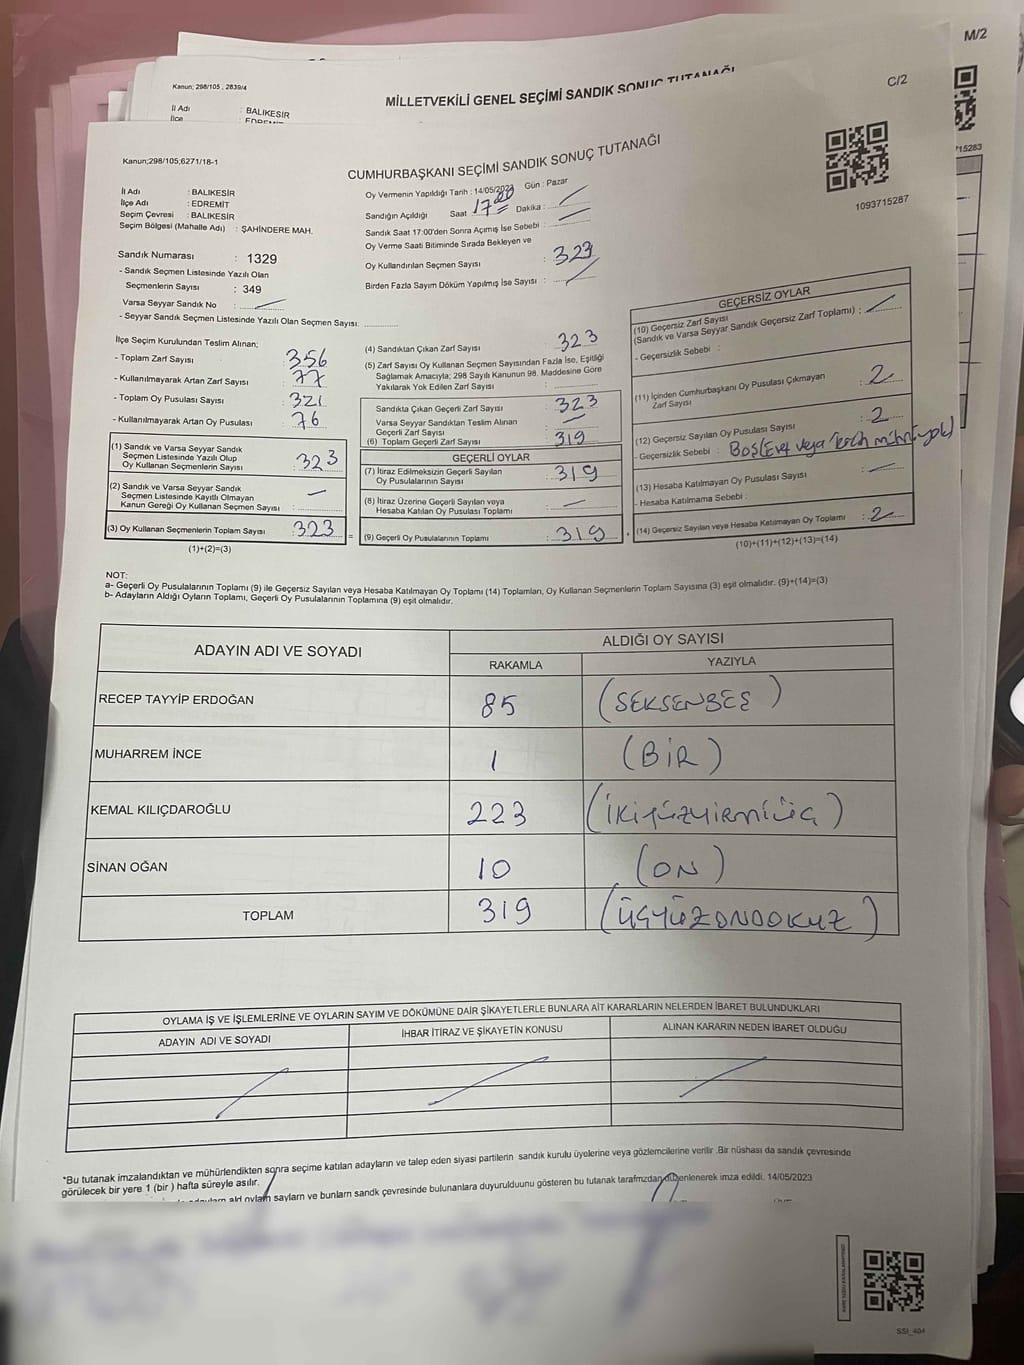 M/2
Kanun; 298/105 , 2839/4
MİLLETVEKİLİ GENEL SEÇİMİ SANDIK SONUÇ TUTANAĞI
C/2
İl Adı : BALIKESİR
İlçe EDREMİT
715283
Kanun;298/105;6271/18-1
CUMHURBAŞKANI SEÇİMİ SANDIK SONUÇ TUTANAĞI
1093715287
İl Adı : BALIKESİR
İlçe Adı : EDREMİT
Seçim Çevresi : BALIKESİR
Seçim Bölgesi (Mahalle Adı) : ŞAHİNDERE MAH.
Sandık Numarası : 1329
- Sandık Seçmen Listesinde Yazılı Olan
Seçmenlerin Sayısı : 349
Varsa Seyyar Sandık No :
- Seyyar Sandık Seçmen Listesinde Yazılı Olan Seçmen Sayısı:
Oy Vermenin Yapıldığı Tarih : 14/05/2023 Gün : Pazar
Sandığın Açıldığı Saat 17:00 Dakika :
Sandık Saat 17:00'den Sonra Açımış İse Sebebi :
Oy Verme Saati Bitiminde Sırada Bekleyen ve
Oy Kullandırılan Seçmen Sayısı : 323
Birden Fazla Sayım Döküm Yapılmış İse Sayısı :
İlçe Seçim Kurulundan Teslim Alınan;
- Toplam Zarf Sayısı : 356
- Kullanılmayarak Artan Zarf Sayısı : 77
- Toplam Oy Pusulası Sayısı : 321
- Kullanılmayarak Artan Oy Pusulası : 76
(1) Sandık ve Varsa Seyyar Sandık
Seçmen Listesinde Yazılı Olup
Oy Kullanan Seçmenlerin Sayısı : 323
(2) Sandık ve Varsa Seyyar Sandık
Seçmen Listesinde Kayıtlı Olmayan
Kanun Gereği Oy Kullanan Seçmen Sayısı :
(3) Oy Kullanan Seçmenlerin Toplam Sayısı : 323
(1)+(2)=(3)
(4) Sandıktan Çıkan Zarf Sayısı : 323
(5) Zarf Sayısı Oy Kullanan Seçmen Sayısından Fazla İse, Eşitliği
Sağlamak Amacıyla; 298 Sayılı Kanunun 98. Maddesine Göre
Yakılarak Yok Edilen Zarf Sayısı :
Sandıkta Çıkan Geçerli Zarf Sayısı : 323
Varsa Seyyar Sandıktan Teslim Alınan
Geçerli Zarf Sayısı :
(6) Toplam Geçerli Zarf Sayısı : 319
GEÇERLİ OYLAR
(7) İtiraz Edilmeksizin Geçerli Sayılan
Oy Pusulalarının Sayısı : 319
(8) İtiraz Üzerine Geçerli Sayılan veya
Hesaba Katılan Oy Pusulası Toplamı :
(9) Geçerli Oy Pusulalarının Toplamı : 319
GEÇERSİZ OYLAR
(10) Geçersiz Zarf Sayısı
(Sandık ve Varsa Seyyar Sandık Geçersiz Zarf Toplamı) :
- Geçersizlik Sebebi :
(11) İçinden Cumhurbaşkanı Oy Pusulası Çıkmayan
Zarf Sayısı : 2
(12) Geçersiz Sayılan Oy Pusulası Sayısı : 2
- Geçersizlik Sebebi : Boş(Evet veya tercih mührü yok)
(13) Hesaba Katılmayan Oy Pusulası Sayısı :
- Hesaba Katılmama Sebebi :
(14) Geçersiz Sayılan veya Hesaba Katılmayan Oy Toplamı : 2
(10)+(11)+(12)+(13)=(14)
NOT:
a- Geçerli Oy Pusulalarının Toplamı (9) ile Geçersiz Sayılan veya Hesaba Katılmayan Oy Toplamı (14) Toplamları, Oy Kullanan Seçmenlerin Toplam Sayısına (3) eşit olmalıdır. (9)+(14)=(3)
b- Adayların Aldığı Oyların Toplamı, Geçerli Oy Pusulalarının Toplamına (9) eşit olmalıdır.
ADAYIN ADI VE SOYADI
ALDIĞI OY SAYISI
RAKAMLA YAZIYLA
RECEP TAYYİP ERDOĞAN 85 (SEKSENBEŞ)
MUHARREM İNCE 1 (BİR)
KEMAL KILIÇDAROĞLU 223 (İKİYÜZYİRMİÜÇ)
SİNAN OĞAN 10 (ON)
TOPLAM 319 (ÜÇYÜZONDOKUZ)
OYLAMA İŞ VE İŞLEMLERİNE VE OYLARIN SAYIM VE DÖKÜMÜNE DAİR ŞİKAYETLERLE BUNLARA AİT KARARLARIN NELERDEN İBARET BULUNDUKLARI
ADAYIN ADI VE SOYADI İHBAR İTİRAZ VE ŞİKAYETİN KONUSU ALINAN KARARIN NEDEN İBARET OLDUĞU
*Bu tutanak imzalandıktan ve mühürlendikten sonra seçime katılan adayların ve talep eden siyasi partilerin sandık kurulu üyelerine veya gözlemcilerine verilir .Bir nüshası da sandık çevresinde
görülecek bir yere 1 (bir ) hafta süreyle asılır.
ald oyların saylarn ve bunlarn sandk çevresinde bulunanlara duyurulduunu gösteren bu tutanak tarafmzdan düzenlenerek imza edildi. 14/05/2023
SSI_404